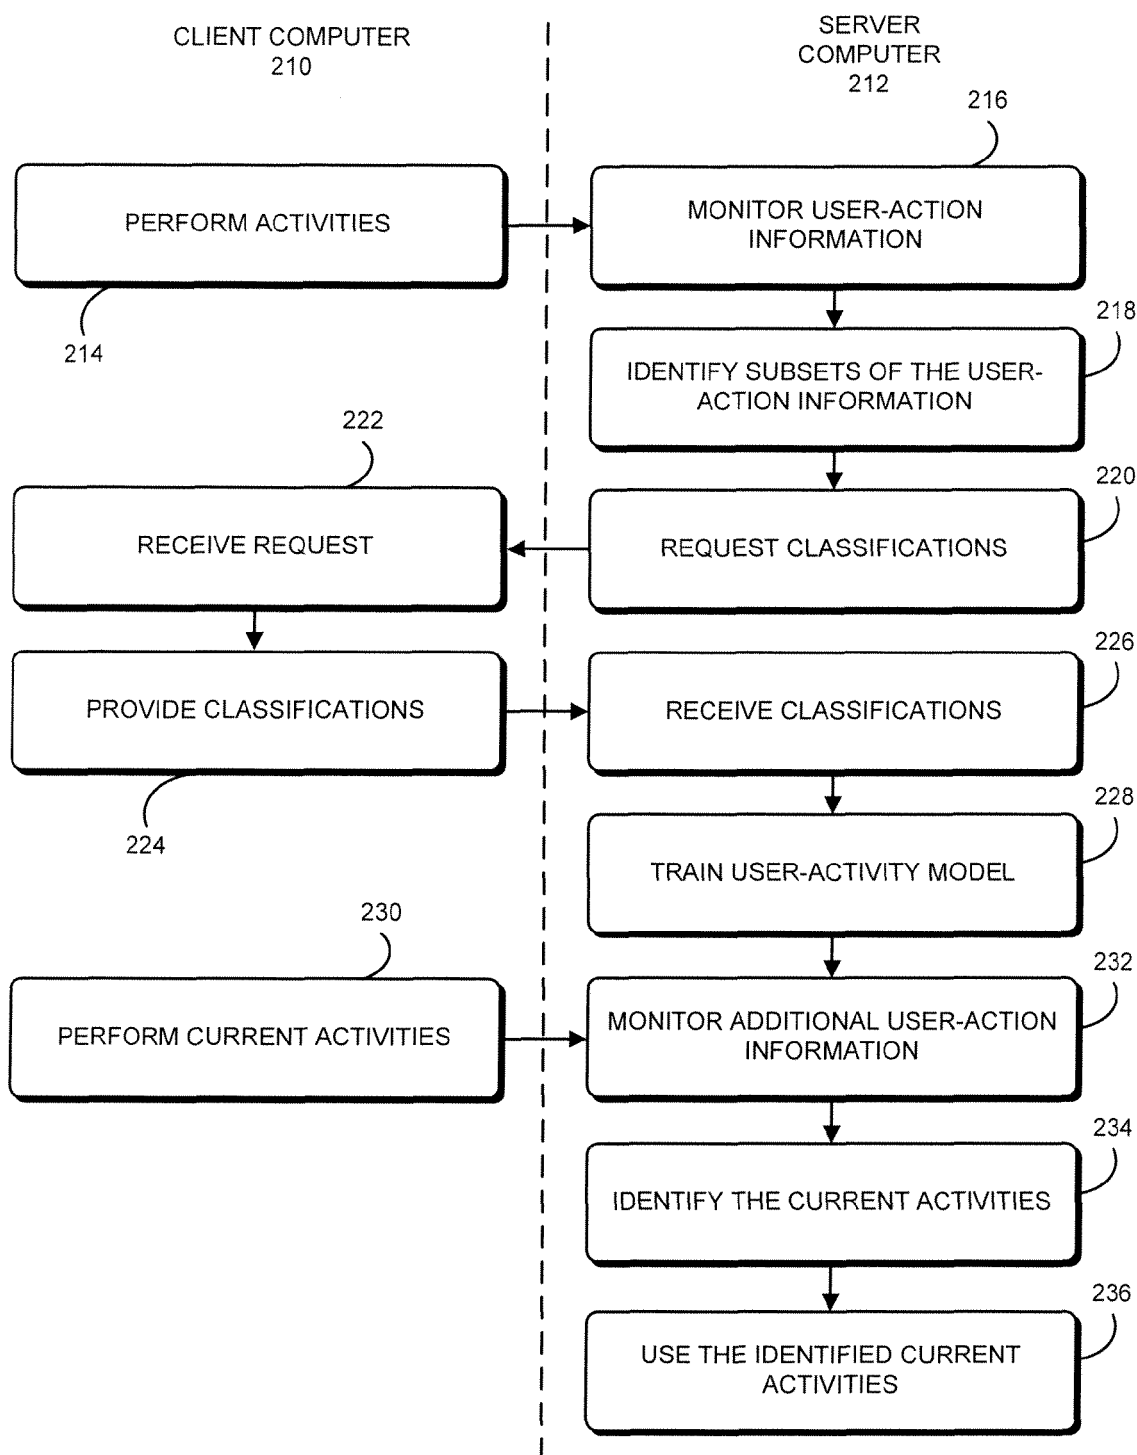 CLIENT COMPUTER
210
SERVER
COMPUTER
212
216
PERFORM ACTIVITIES
MONITOR USER-ACTION
INFORMATION
214
218
IDENTIFY SUBSETS OF THE USER-
ACTION INFORMATION
222
220
RECEIVE REQUEST
REQUEST CLASSIFICATIONS
226
PROVIDE CLASSIFICATIONS
RECEIVE CLASSIFICATIONS
224
228
TRAIN USER-ACTIVITY MODEL
230
232
PERFORM CURRENT ACTIVITIES
MONITOR ADDITIONAL USER-ACTION
INFORMATION
234
IDENTIFY THE CURRENT ACTIVITIES
236
USE THE IDENTIFIED CURRENT
ACTIVITIES